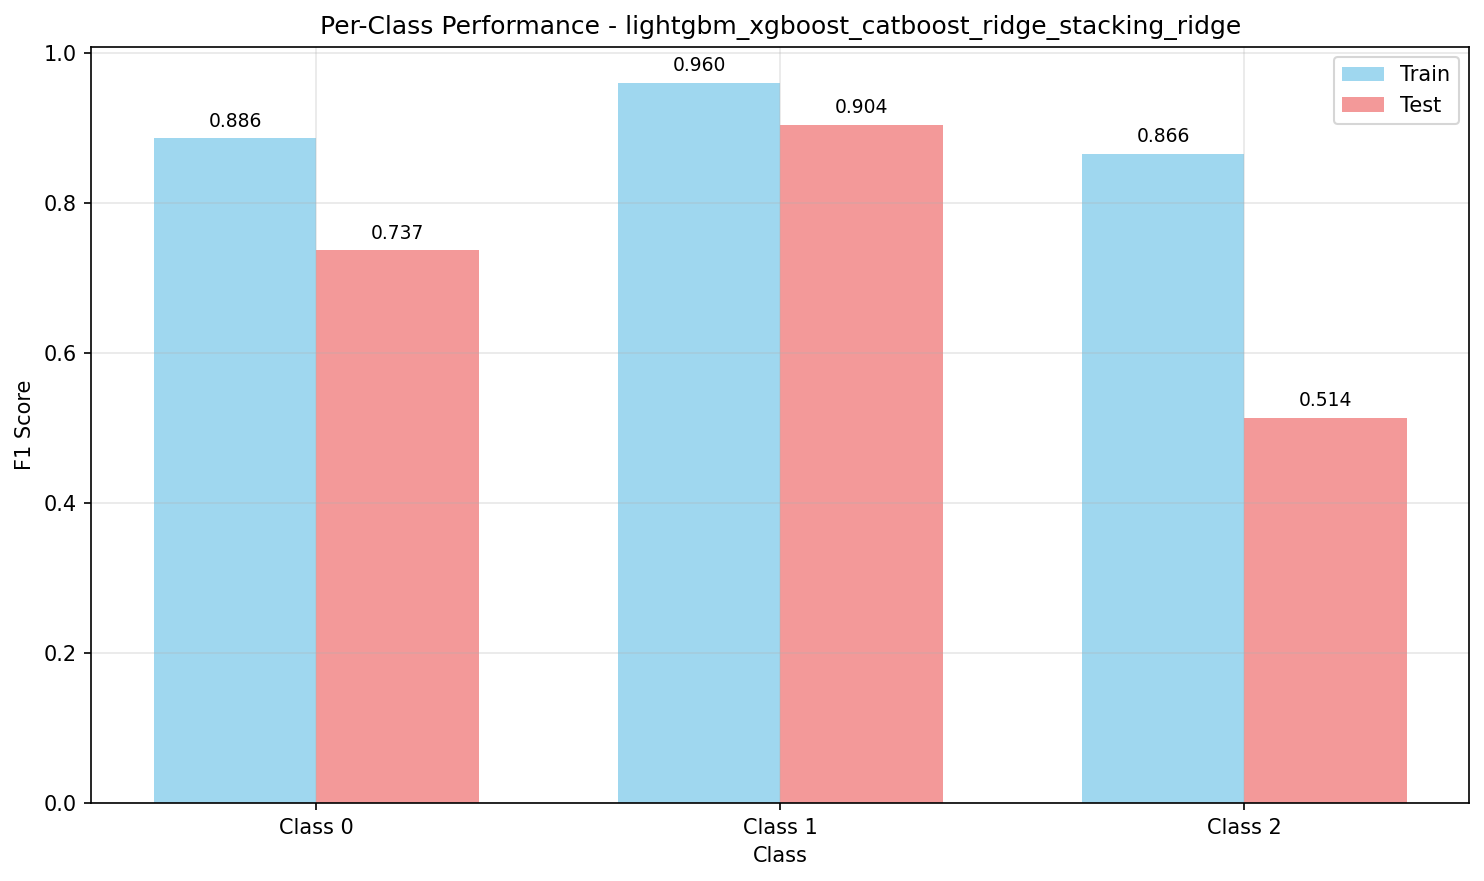 Per-Class Performance - lightgbm_xgboost_catboost_ridge_stacking_ridge
Train
Test
F1 Score
1.0
0.8
0.6
0.4
0.2
0.0
0.886
0.737
0.960
0.904
0.866
0.514
Class 0
Class 1
Class 2
Class